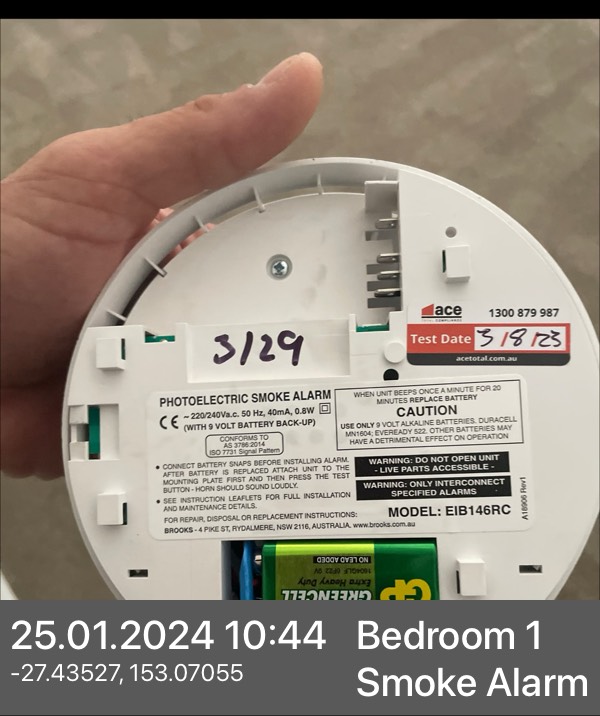 ace
1300 879 987
Test Date 3/8/23
acetotal.com.au
3/29
PHOTOELECTRIC SMOKE ALARM
~ 220/240Va.c. 50 Hz, 40mA, 0.8W
(WITH 9 VOLT BATTERY BACK-UP)
CE
CONFORMS TO
AS 3786:2014
ISO 7731 Signal Pattern
• CONNECT BATTERY SNAPS BEFORE INSTALLING ALARM.
AFTER BATTERY IS REPLACED ATTACH UNIT TO THE
MOUNTING PLATE FIRST AND THEN PRESS THE TEST
BUTTON - HORN SHOULD SOUND LOUDLY.
• SEE INSTRUCTION LEAFLETS FOR FULL INSTALLATION
AND MAINTENANCE DETAILS.
FOR REPAIR, DISPOSAL OR REPLACEMENT INSTRUCTIONS:
BROOKS - 4 PIKE ST, RYDALMERE, NSW 2116, AUSTRALIA. www.brooks.com.au
WHEN UNIT BEEPS ONCE A MINUTE FOR 20
MINUTES REPLACE BATTERY
CAUTION
USE ONLY 9 VOLT ALKALINE BATTERIES. DURACELL
MN1604; EVEREADY 522. OTHER BATTERIES MAY
HAVE A DETRIMENTAL EFFECT ON OPERATION
WARNING: DO NOT OPEN UNIT
- LIVE PARTS ACCESSIBLE -
WARNING: ONLY INTERCONNECT
SPECIFIED ALARMS
MODEL: EIB146RC
A18906 Rev1
GP
GREENCELL
Extra Heavy Duty
1604GLF 6F22 9V
NO LEAD ADDED
25.01.2024 10:44
-27.43527, 153.07055
Bedroom 1
Smoke Alarm